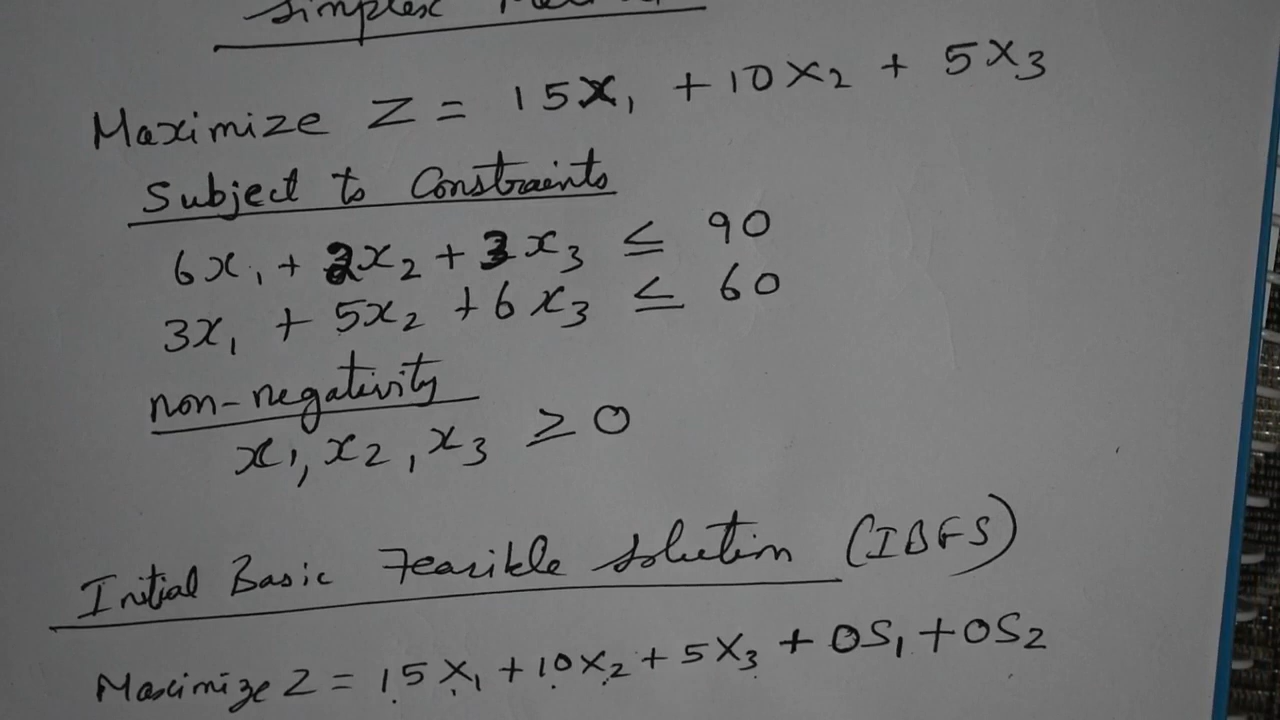 Simplex
Maximize Z = 15x₁ + 10x₂ + 5x₃
Subject to Constraints
6x₁ + 2x₂ + 3x₃ ≤ 90
3x₁ + 5x₂ + 6x₃ ≤ 60
non-negativity
x₁, x₂, x₃ ≥ 0
Initial Basic Feasible Solution (IBFS)
Maximize Z = 15x₁ + 10x₂ + 5x₃ + 0S₁ + 0S₂